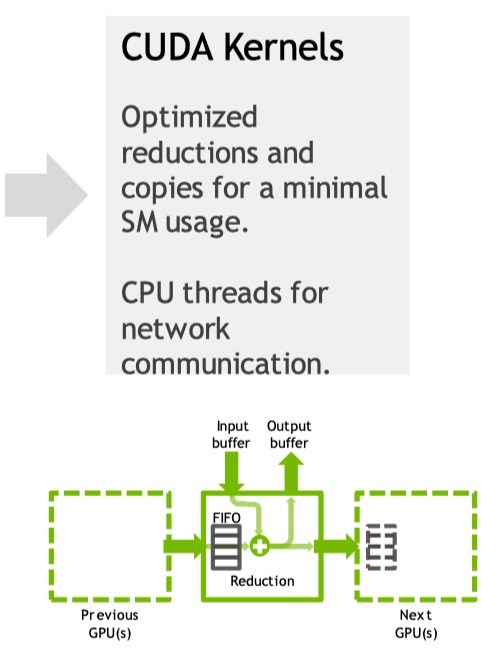 CUDA Kernels
Optimized
reductions and
copies for a minimal
SM usage.
CPU threads for
network
communication.
Input
buffer
Output
buffer
FIFO
Reduction
Previous
GPU(s)
Next
GPU(s)